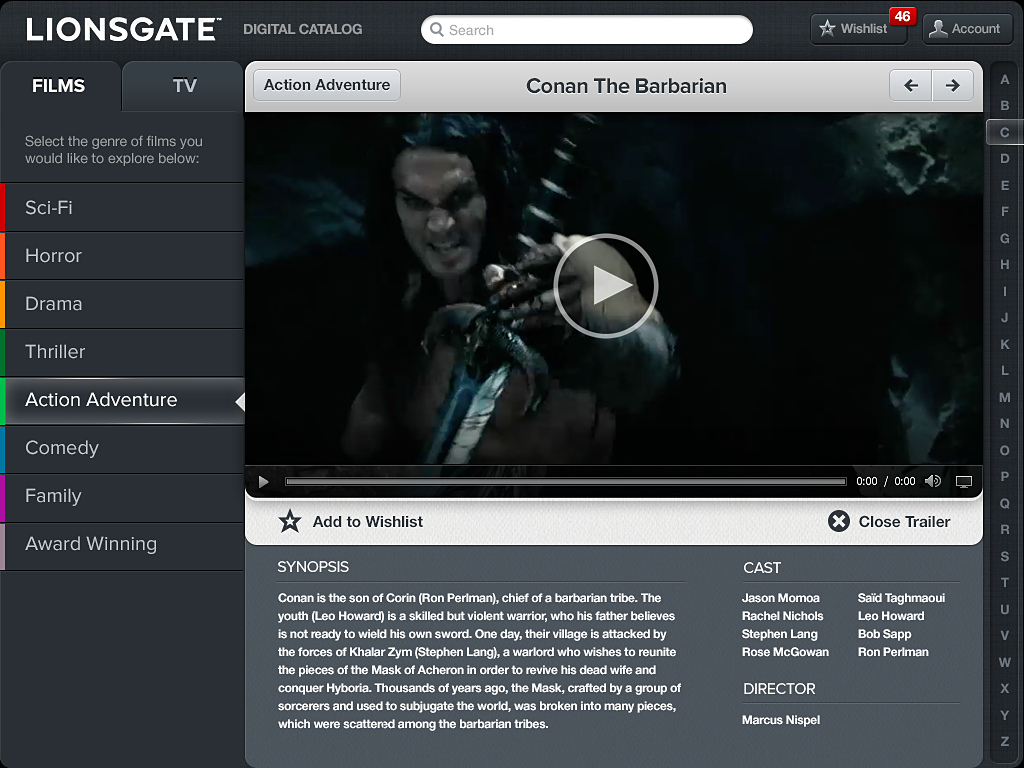 LIONSGATE™ DIGITAL CATALOG
Search
Wishlist
46
Account
FILMS
TV
Select the genre of films you
would like to explore below:
Sci-Fi
Horror
Drama
Thriller
Action Adventure
Comedy
Family
Award Winning
Action Adventure
Conan The Barbarian
0:00 / 0:00
Add to Wishlist
Close Trailer
SYNOPSIS
Conan is the son of Corin (Ron Perlman), chief of a barbarian tribe. The
youth (Leo Howard) is a skilled but violent warrior, who his father believes
is not ready to wield his own sword. One day, their village is attacked by
the forces of Khalar Zym (Stephen Lang), a warlord who wishes to reunite
the pieces of the Mask of Acheron in order to revive his dead wife and
conquer Hyboria. Thousands of years ago, the Mask, crafted by a group of
sorcerers and used to subjugate the world, was broken into many pieces,
which were scattered among the barbarian tribes.
CAST
Jason Momoa
Rachel Nichols
Stephen Lang
Rose McGowan
Saïd Taghmaoui
Leo Howard
Bob Sapp
Ron Perlman
DIRECTOR
Marcus Nispel
A
B
C
D
E
F
G
H
I
J
K
L
M
N
O
P
Q
R
S
T
U
V
W
X
Y
Z